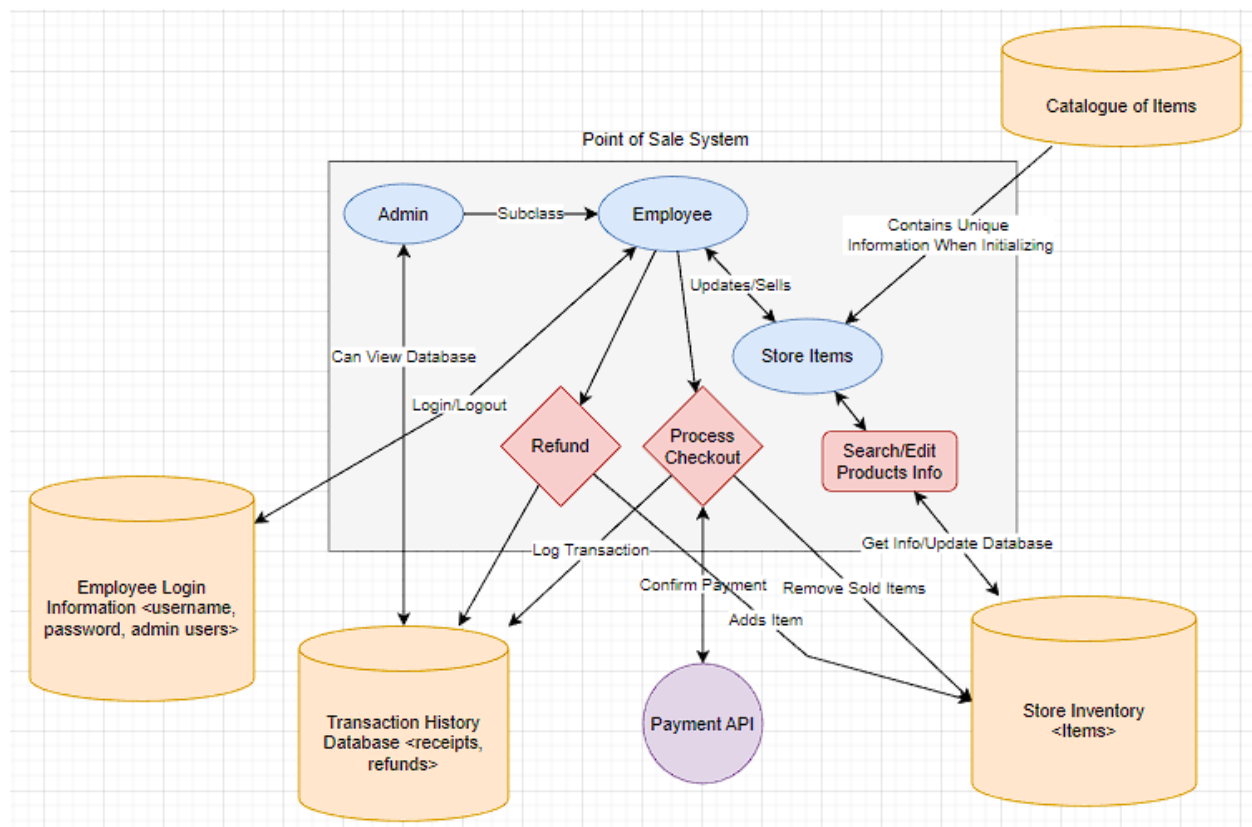 Catalogue of Items
Point of Sale System
Admin
Subclass
Employee
Contains Unique
Information When Initializing
Updates/Sells
Store Items
Can View Database
Login/Logout
Refund
Process
Checkout
Search/Edit
Products Info
Log Transaction
Get Info/Update Database
Confirm Payment
Remove Sold Items
Adds Item
Employee Login
Information <username,
password, admin users>
Transaction History
Database <receipts,
refunds>
Payment API
Store Inventory
<Items>